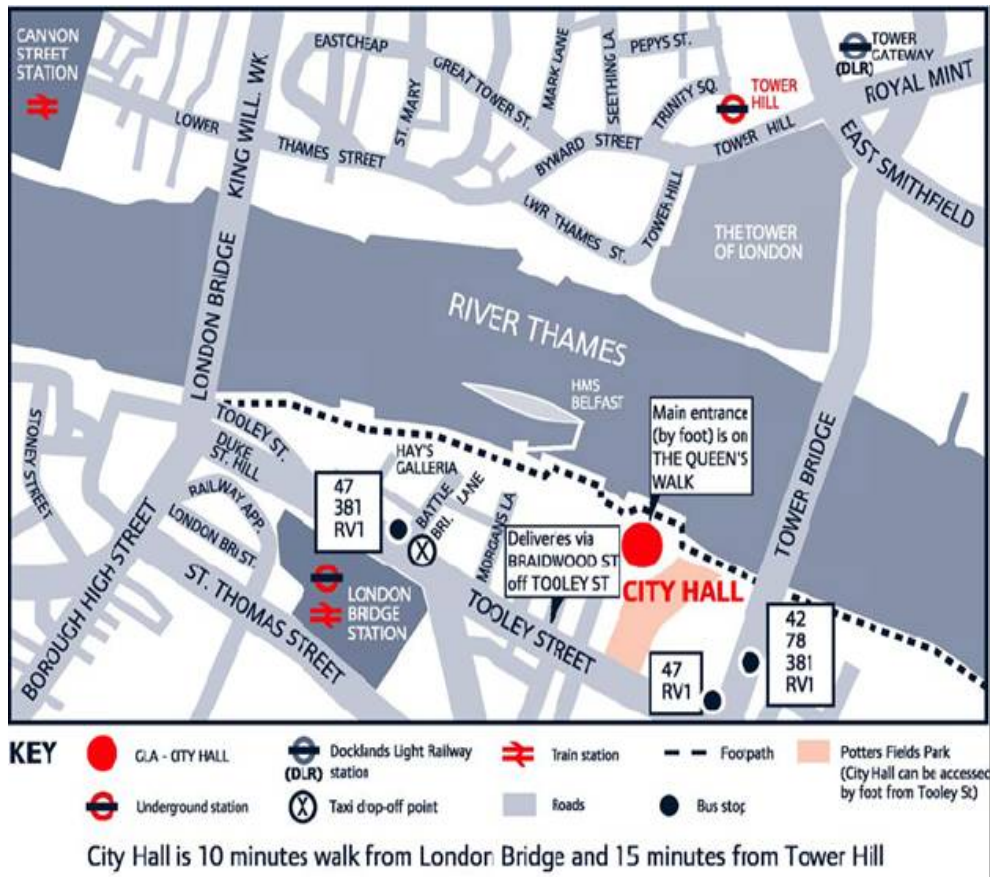 CANNON
STREET
STATION
EASTCHEAP
GREAT TOWER ST.
MARK LANE
SEETHING LA.
PEPYS ST.
TOWER
GATEWAY
(DLR)
ROYAL MINT
TOWER
HILL
TRINITY SQ.
LOWER
THAMES STREET
KING WILL. WK
ST. MARY
BYWARD STREET
TOWER HILL
EAST SMITHFIELD
LWR THAMES ST.
TOWER HILL
THE TOWER
OF LONDON
LONDON BRIDGE
RIVER THAMES
HMS
BELFAST
Main entrance
(by foot) is on
THE QUEEN'S
WALK
TOWER BRIDGE
STONEY STREET
TOOLEY ST.
DUKE
ST. HILL
HAY'S
GALLERIA
RAILWAY APP.
LONDON BRI ST.
47
381
RV1
BATTLE
BRI. LANE
MORGANS LA
Deliveres via
BRAIDWOOD ST
off TOOLEY ST
CITY HALL
BOROUGH HIGH STREET
ST. THOMAS STREET
LONDON
BRIDGE
STATION
TOOLEY STREET
47
RV1
42
78
381
RV1
KEY
GLA - CITY HALL
Docklands Light Railway
(DLR) station
Train station
Footpath
Potters Fields Park
(City Hall can be accessed
by foot from Tooley St)
Underground station
X Taxi drop-off point
Roads
Bus stop
City Hall is 10 minutes walk from London Bridge and 15 minutes from Tower Hill